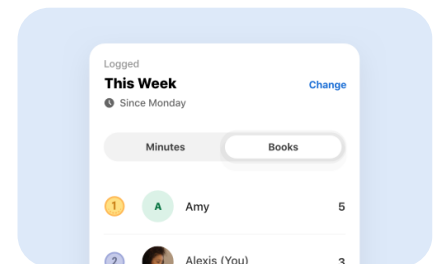 Logged
This Week
Change
Since Monday
Minutes
Books
1
A
Amy
5
2
Alexis (You)
3